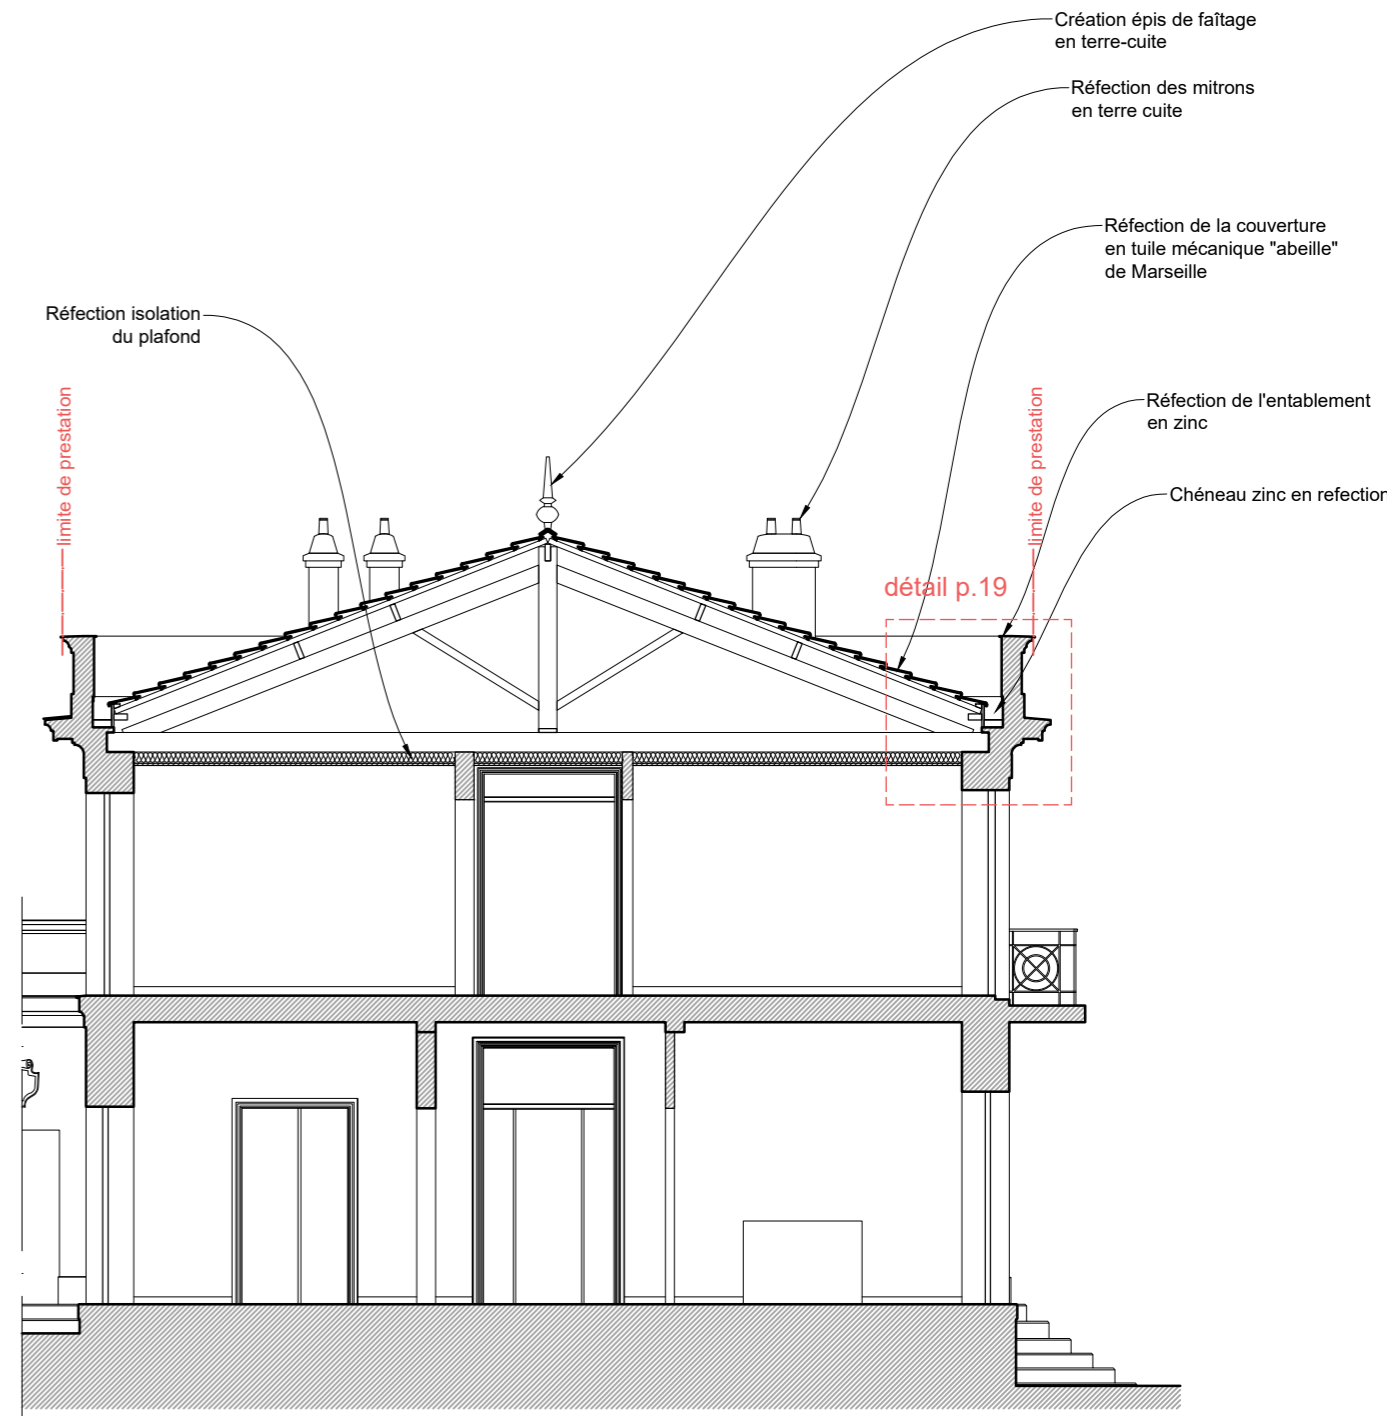 Création épis de faîtage
en terre-cuite
Réfection des mitrons
en terre cuite
Réfection de la couverture
en tuile mécanique "abeille"
de Marseille
Réfection isolation
du plafond
limite de prestation
limite de prestation
Réfection de l'entablement
en zinc
Chéneau zinc en refection
détail p.19